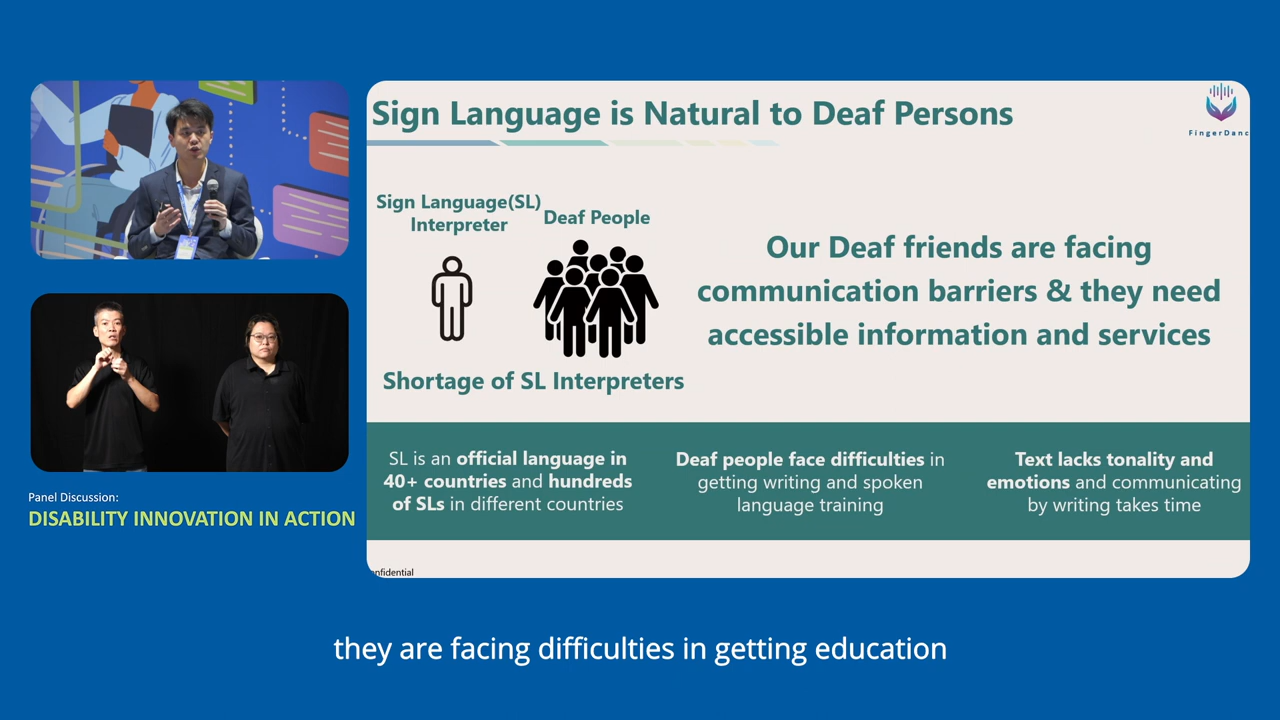 Sign Language is Natural to Deaf Persons
FingerDanc
Sign Language(SL)
Interpreter
Deaf People
Our Deaf friends are facing
communication barriers & they need
accessible information and services
Shortage of SL Interpreters
SL is an official language in
40+ countries and hundreds
of SLs in different countries
Deaf people face difficulties in
getting writing and spoken
language training
Text lacks tonality and
emotions and communicating
by writing takes time
onfidential
Panel Discussion:
DISABILITY INNOVATION IN ACTION
they are facing difficulties in getting education